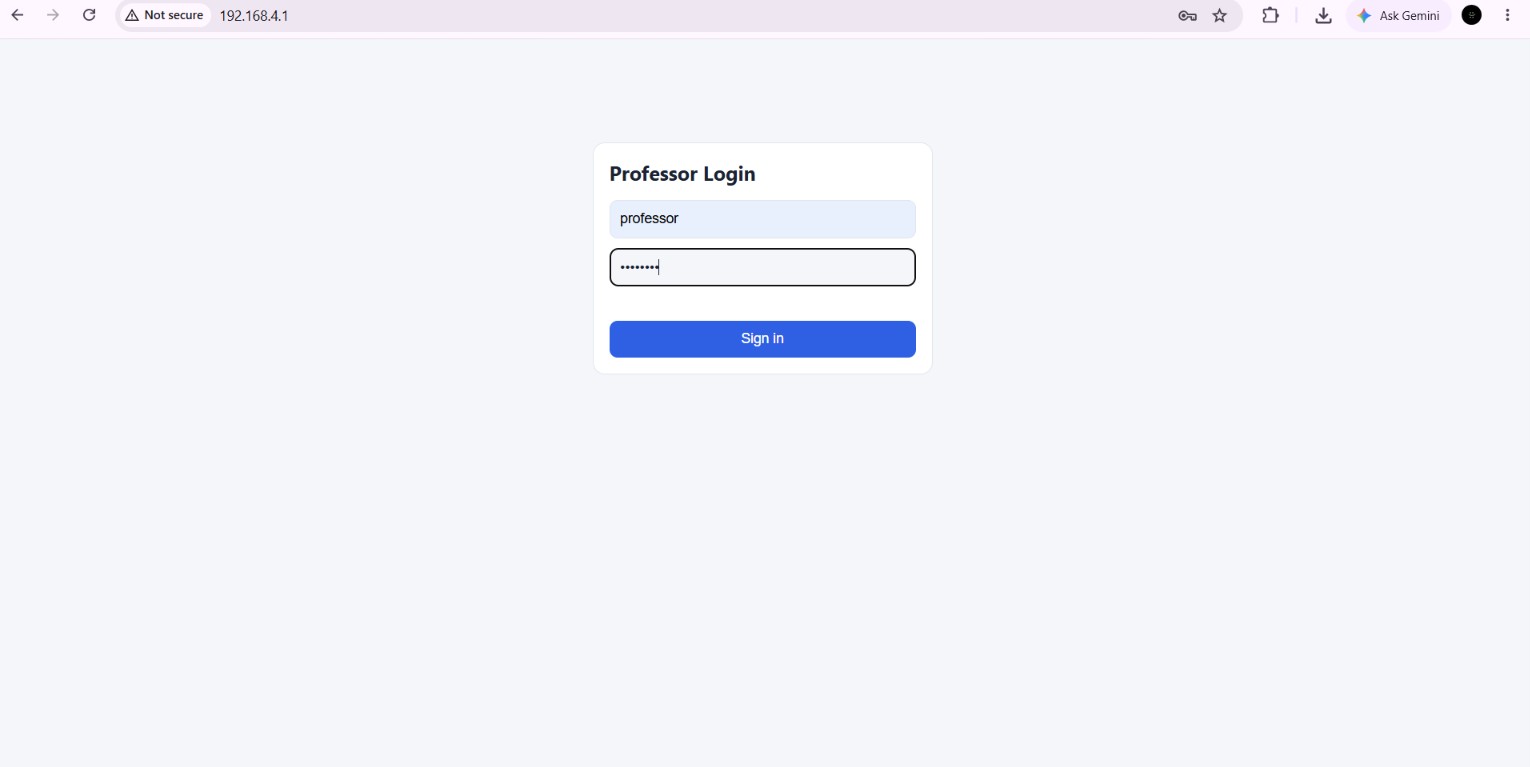 Not secure 192.168.4.1 Ask Gemini
Professor Login
professor
••••••••
Sign in